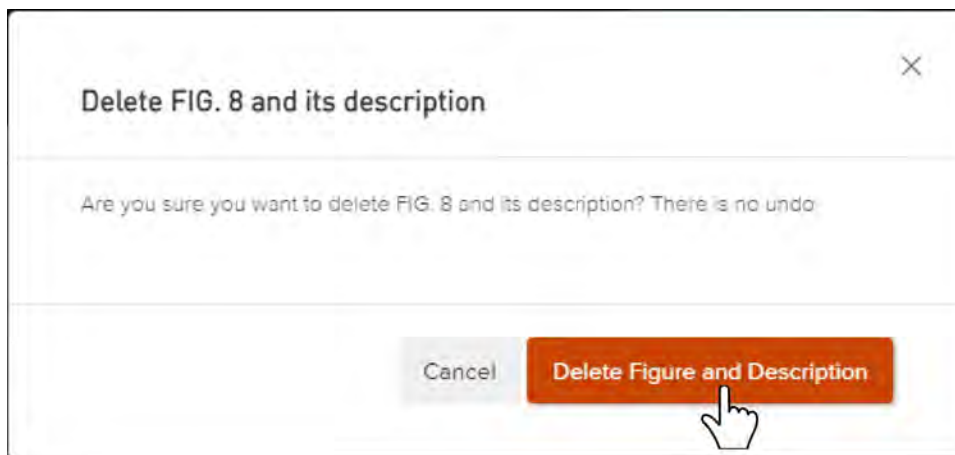 Delete FIG. 8 and its description
Are you sure you want to delete FIG. 8 and its description? There is no undo
Cancel
Delete Figure and Description